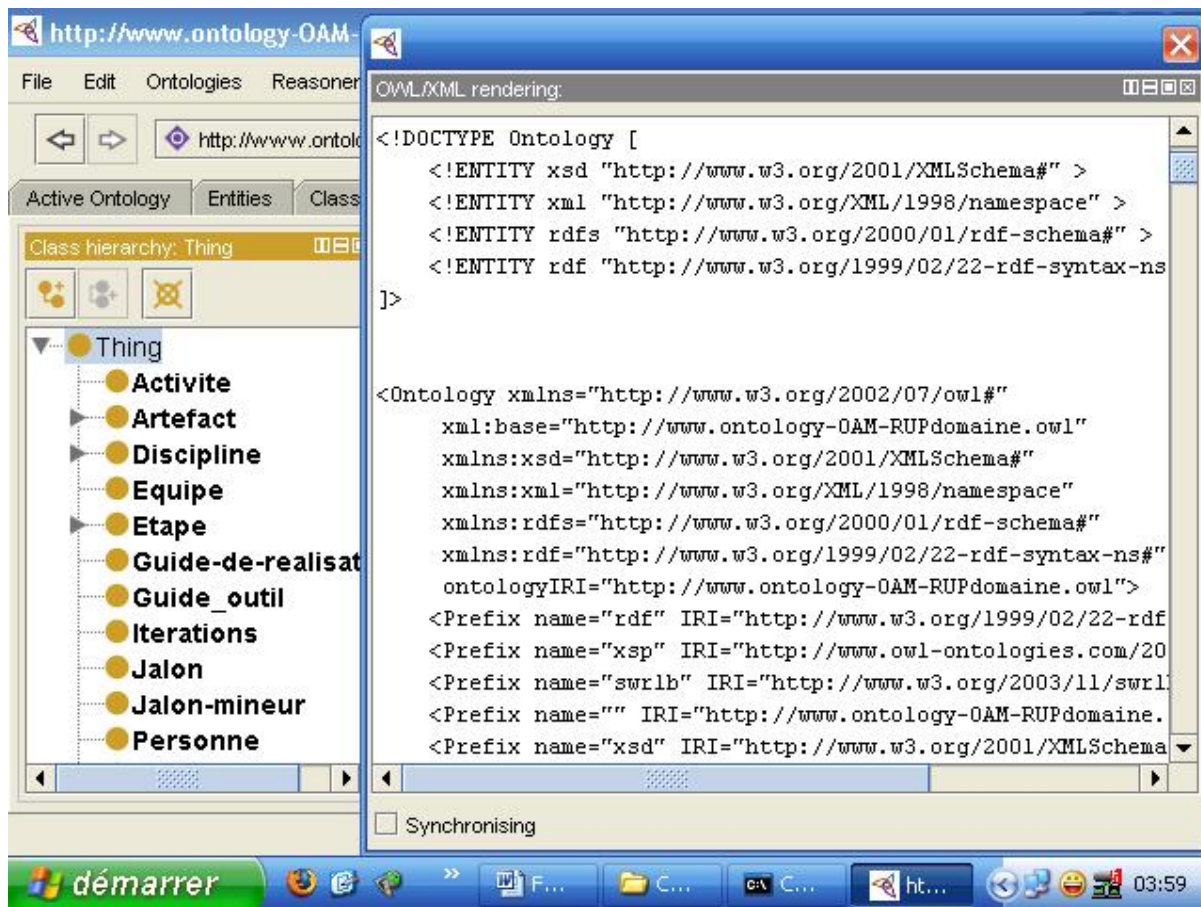 http://www.ontology-OAM-
File Edit Ontologies Reasoner
http://www.ontolo
Active Ontology Entities Class
Class hierarchy: Thing
Thing
Activite
Artefact
Discipline
Equipe
Etape
Guide-de-realisat
Guide_outil
Iterations
Jalon
Jalon-mineur
Personne
OWL/XML rendering:
<!DOCTYPE Ontology [
<!ENTITY xsd "http://www.w3.org/2001/XMLSchema#" >
<!ENTITY xml "http://www.w3.org/XML/1998/namespace" >
<!ENTITY rdfs "http://www.w3.org/2000/01/rdf-schema#" >
<!ENTITY rdf "http://www.w3.org/1999/02/22-rdf-syntax-ns
]>
<Ontology xmlns="http://www.w3.org/2002/07/owl#"
xml:base="http://www.ontology-OAM-RUPdomaine.owl"
xmlns:xsd="http://www.w3.org/2001/XMLSchema#"
xmlns:xml="http://www.w3.org/XML/1998/namespace"
xmlns:rdfs="http://www.w3.org/2000/01/rdf-schema#"
xmlns:rdf="http://www.w3.org/1999/02/22-rdf-syntax-ns#"
ontologyIRI="http://www.ontology-OAM-RUPdomaine.owl">
<Prefix name="rdf" IRI="http://www.w3.org/1999/02/22-rdf
<Prefix name="xsp" IRI="http://www.owl-ontologies.com/20
<Prefix name="swrlb" IRI="http://www.w3.org/2003/11/swrl
<Prefix name="" IRI="http://www.ontology-OAM-RUPdomaine.
<Prefix name="xsd" IRI="http://www.w3.org/2001/XMLSchema
Synchronising
démarrer F... C... C... ht... 03:59